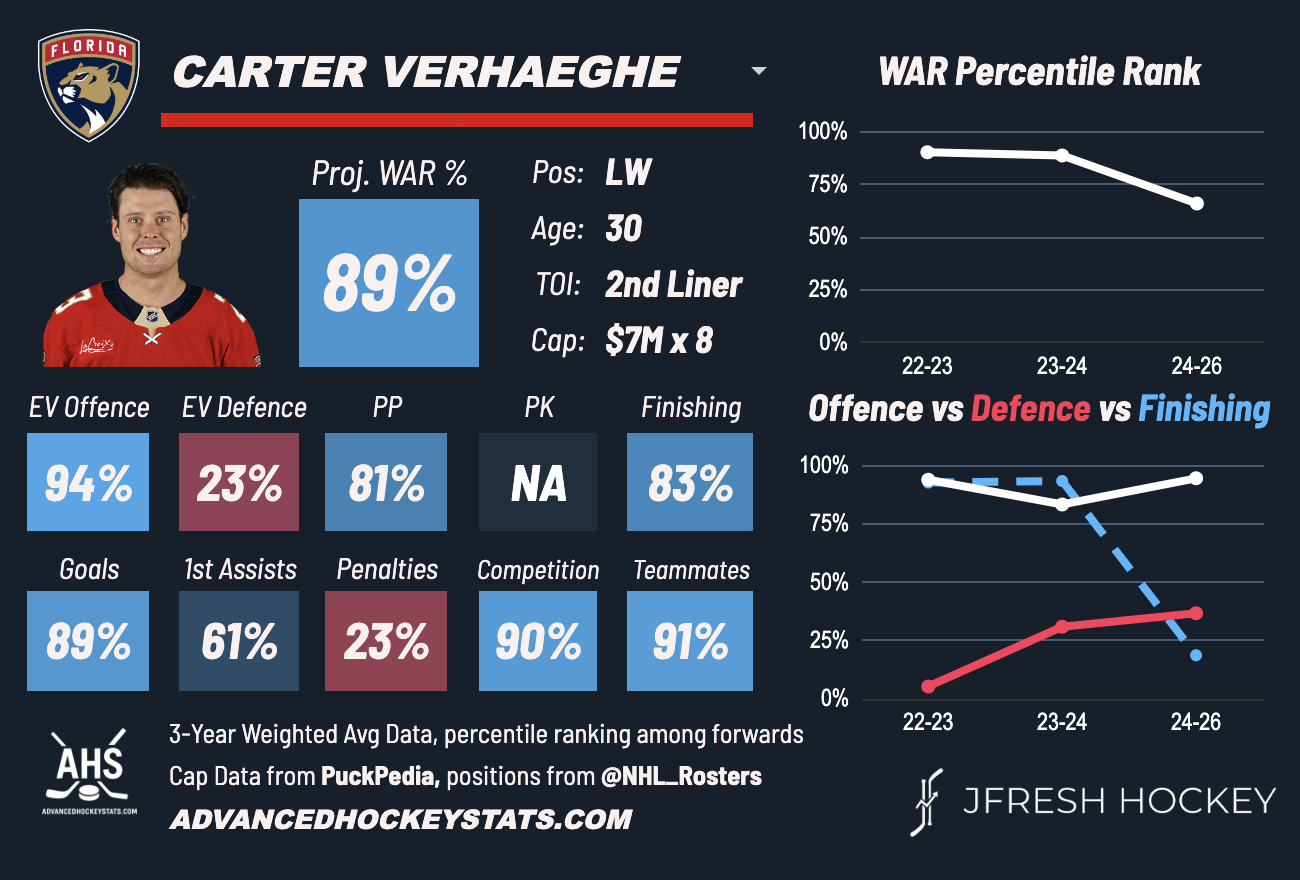 FLORIDA
CARTER VERHAEGHE
WAR Percentile Rank
Proj. WAR %
89%
Pos: LW
Age: 30
TOI: 2nd Liner
Cap: $7M x 8
100%
75%
50%
25%
0%
22-23 23-24 24-26
EV Offence EV Defence PP PK Finishing
94% 23% 81% NA 83%
Goals 1st Assists Penalties Competition Teammates
89% 61% 23% 90% 91%
Offence vs Defence vs Finishing
100%
75%
50%
25%
0%
22-23 23-24 24-26
AHS
ADVANCEDHOCKEYSTATS.COM
3-Year Weighted Avg Data, percentile ranking among forwards
Cap Data from PuckPedia, positions from @NHL_Rosters
ADVANCEDHOCKEYSTATS.COM
JFRESH HOCKEY